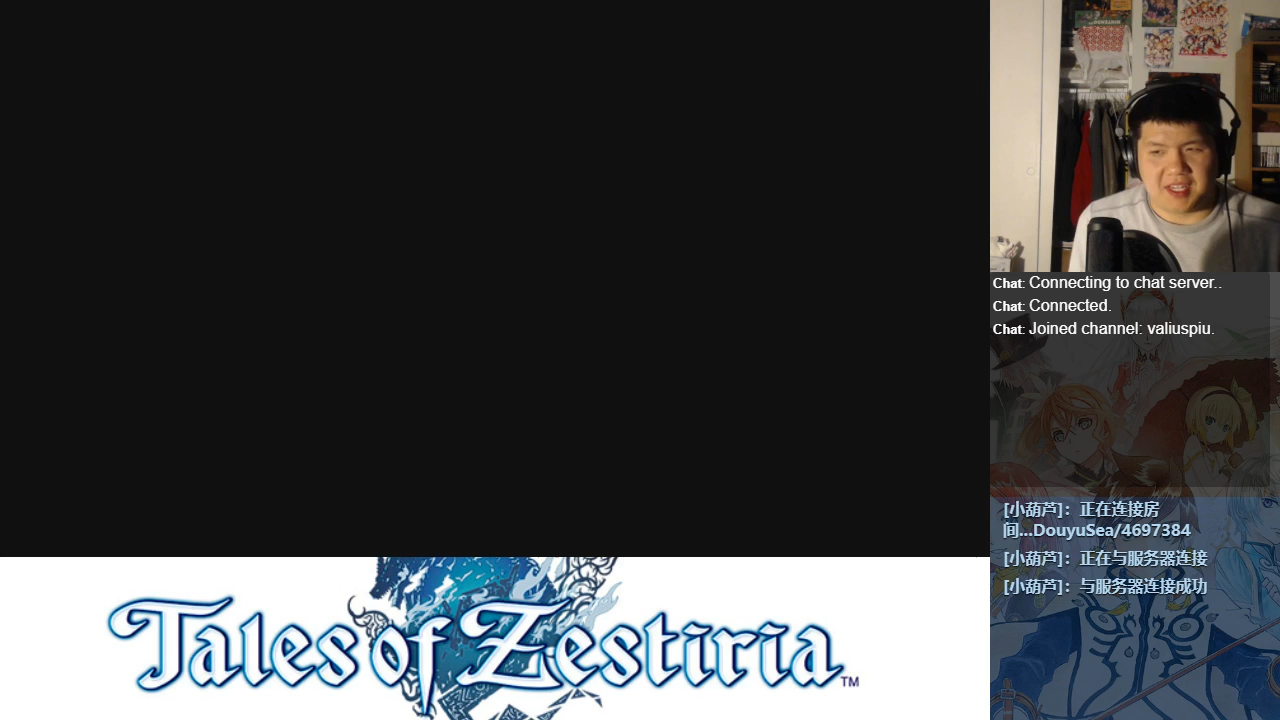 Chat: Connecting to chat server..
Chat: Connected.
Chat: Joined channel: valiuspiu.
[小葫芦]：正在连接房
间...DouyuSea/4697384
[小葫芦]：正在与服务器连接
[小葫芦]：与服务器连接成功
Tales of Zestiria™